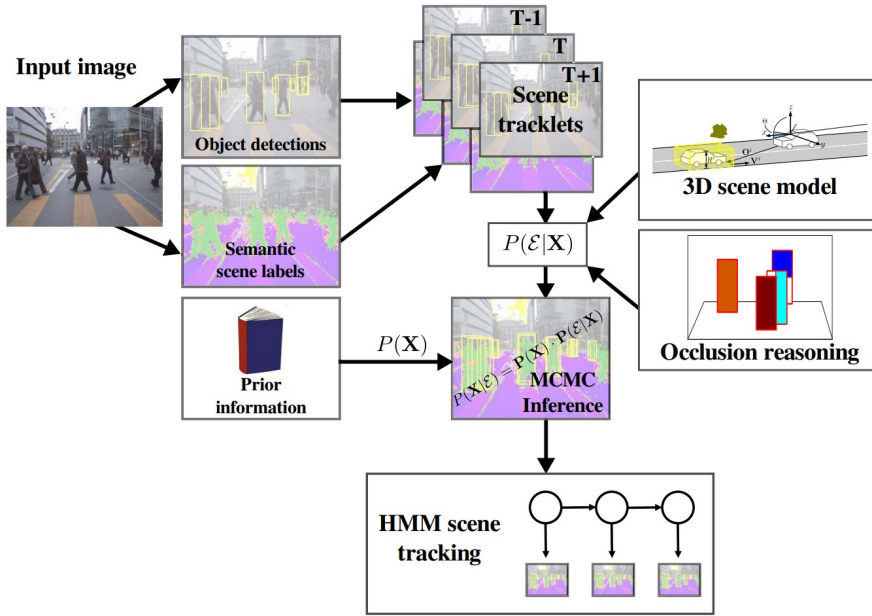 Input image
Object detections
Semantic
scene labels
T-1
T
T+1
Scene
tracklets
3D scene model
P(ℰ|X)
Occlusion reasoning
Prior
information
P(X)
P(X|ℰ) = P(X) · P(ℰ|X)
MCMC
Inference
HMM scene
tracking